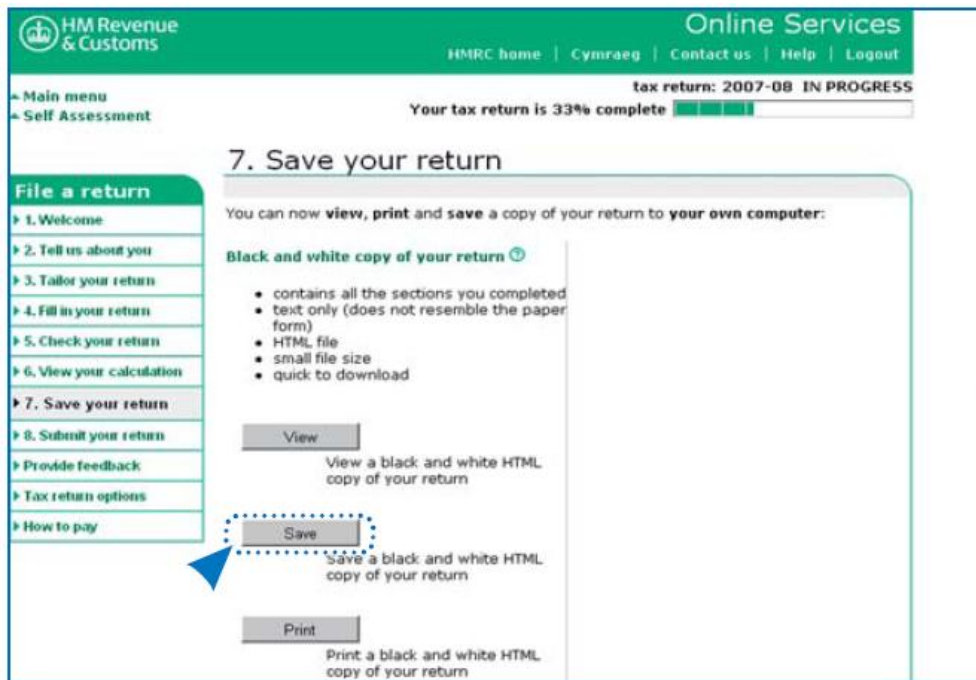 HM Revenue
& Customs
Online Services
HMRC home | Cymraeg | Contact us | Help | Logout
Main menu
Self Assessment
tax return: 2007-08 IN PROGRESS
Your tax return is 33% complete
7. Save your return
File a return
1. Welcome
2. Tell us about you
3. Tailor your return
4. Fill in your return
5. Check your return
6. View your calculation
7. Save your return
8. Submit your return
Provide feedback
Tax return options
How to pay
You can now view, print and save a copy of your return to your own computer:
Black and white copy of your return ?
• contains all the sections you completed
• text only (does not resemble the paper
form)
• HTML file
• small file size
• quick to download
View
View a black and white HTML
copy of your return
Save
Save a black and white HTML
copy of your return
Print
Print a black and white HTML
copy of your return